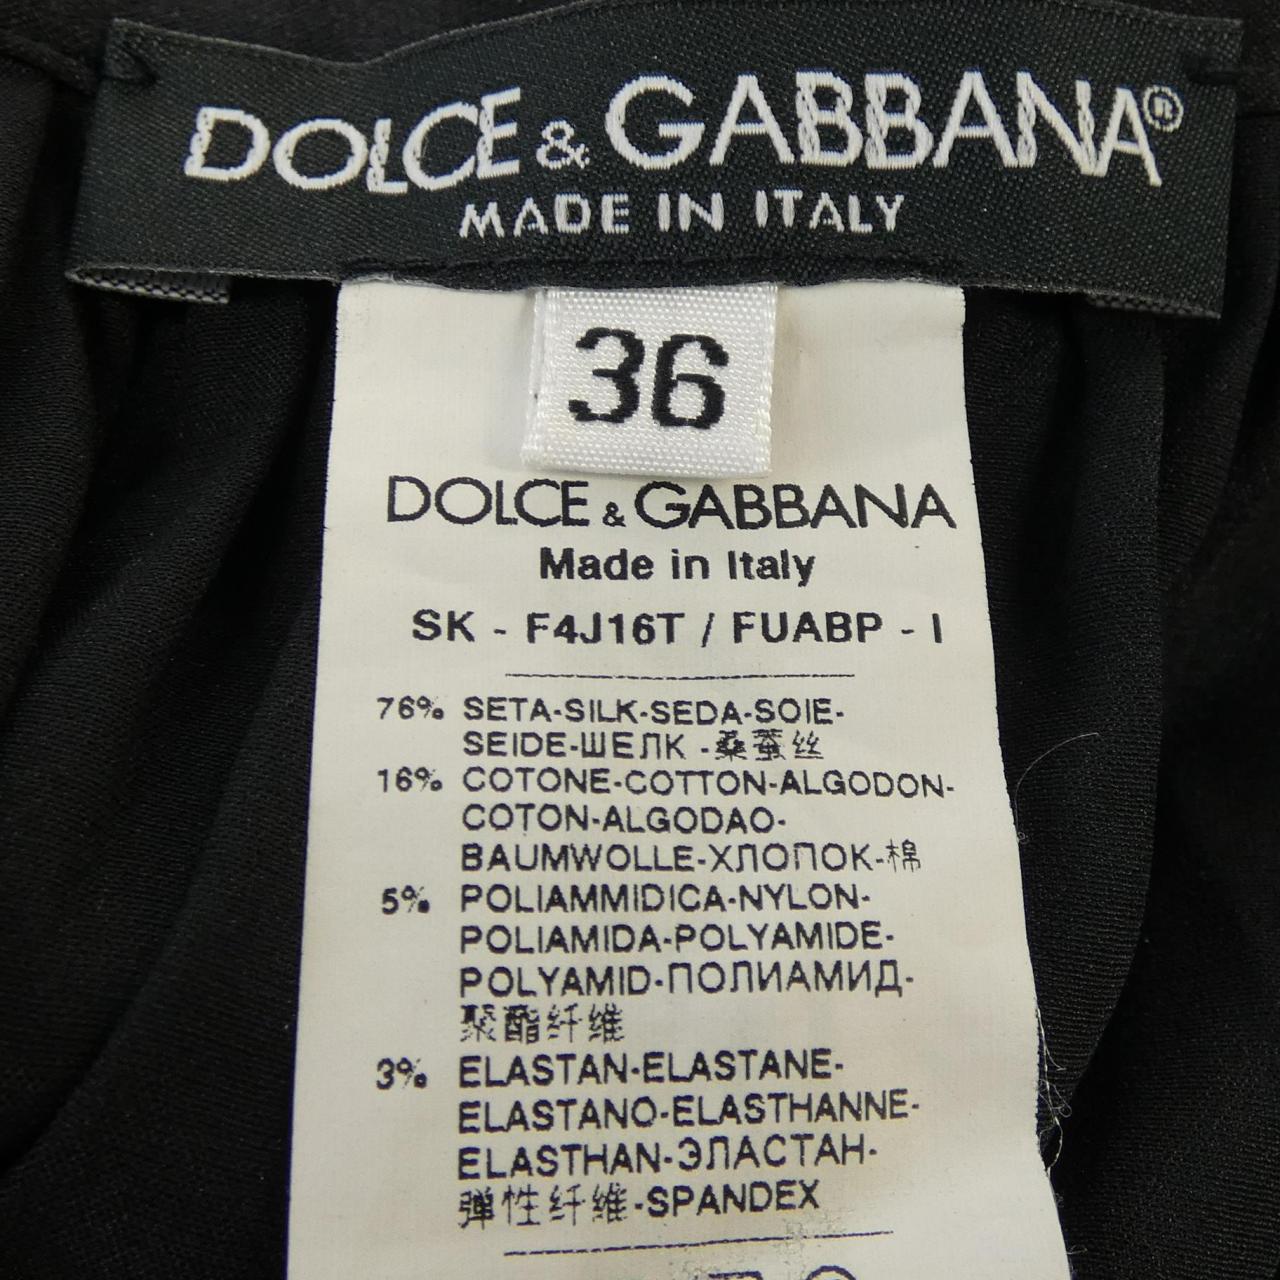 DOLCE & GABBANA®
MADE IN ITALY
36
DOLCE & GABBANA
Made in Italy
SK - F4J16T / FUABP - I
76% SETA-SILK-SEDA-SOIE-
SEIDE-ШЕЛК -桑蚕丝
16% COTONE-COTTON-ALGODON-
COTON-ALGODAO-
BAUMWOLLE-ХЛОПОК-棉
5% POLIAMMIDICA-NYLON-
POLIAMIDA-POLYAMIDE-
POLYAMID-ПОЛИАМИД-
聚酯纤维
3% ELASTAN-ELASTANE-
ELASTANO-ELASTHANNE-
ELASTHAN-ЭЛАСТАН-
弹性纤维-SPANDEX